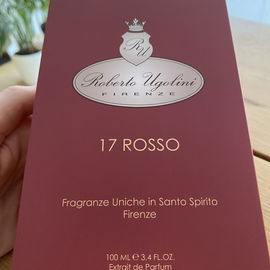 RU
Roberto Ugolini
FIRENZE
17 ROSSO
Fragranze Uniche in Santo Spirito
Firenze
100 ML ℮ 3,4 FL.OZ.
Extrait de Parfum